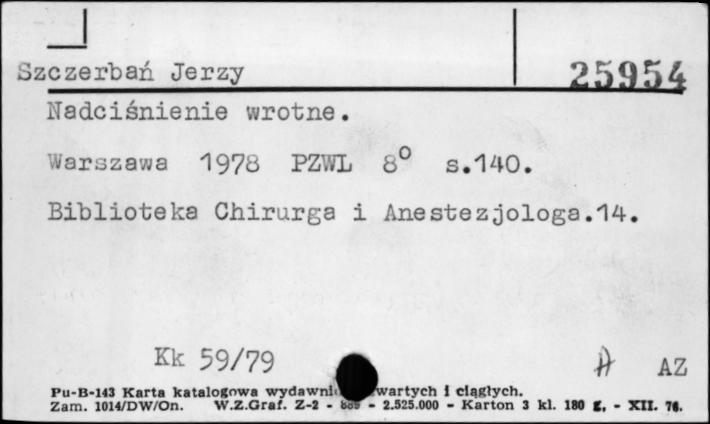 Szczerbań Jerzy 25954
Nadciśnienie wrotne.
Warszawa 1978 PZWL 8° s.140.
Biblioteka Chirurga i Anestezjologa.14.
Kk 59/79 AZ
Pu-B-143 Karta katalogowa wydawni wartych i ciągłych.
Zam. 1014/DW/On. W.Z.Graf. Z-2 - - 2.525.000 - Karton 3 kl. 180 g, - XII. 76.